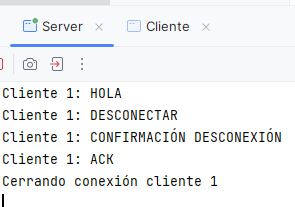 Server
Cliente
Cliente 1: HOLA
Cliente 1: DESCONECTAR
Cliente 1: CONFIRMACIÓN DESCONEXIÓN
Cliente 1: ACK
Cerrando conexión cliente 1